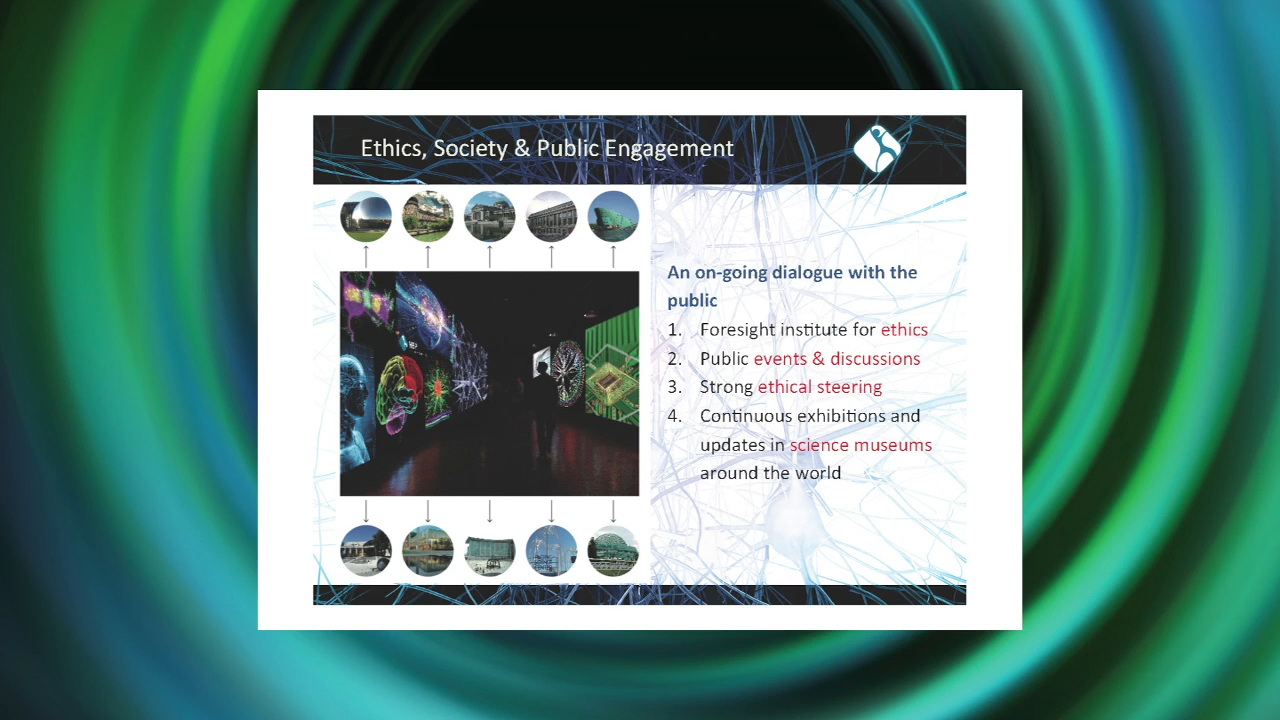 Ethics, Society & Public Engagement
An on-going dialogue with the
public
1. Foresight institute for ethics
2. Public events & discussions
3. Strong ethical steering
4. Continuous exhibitions and
updates in science museums
around the world